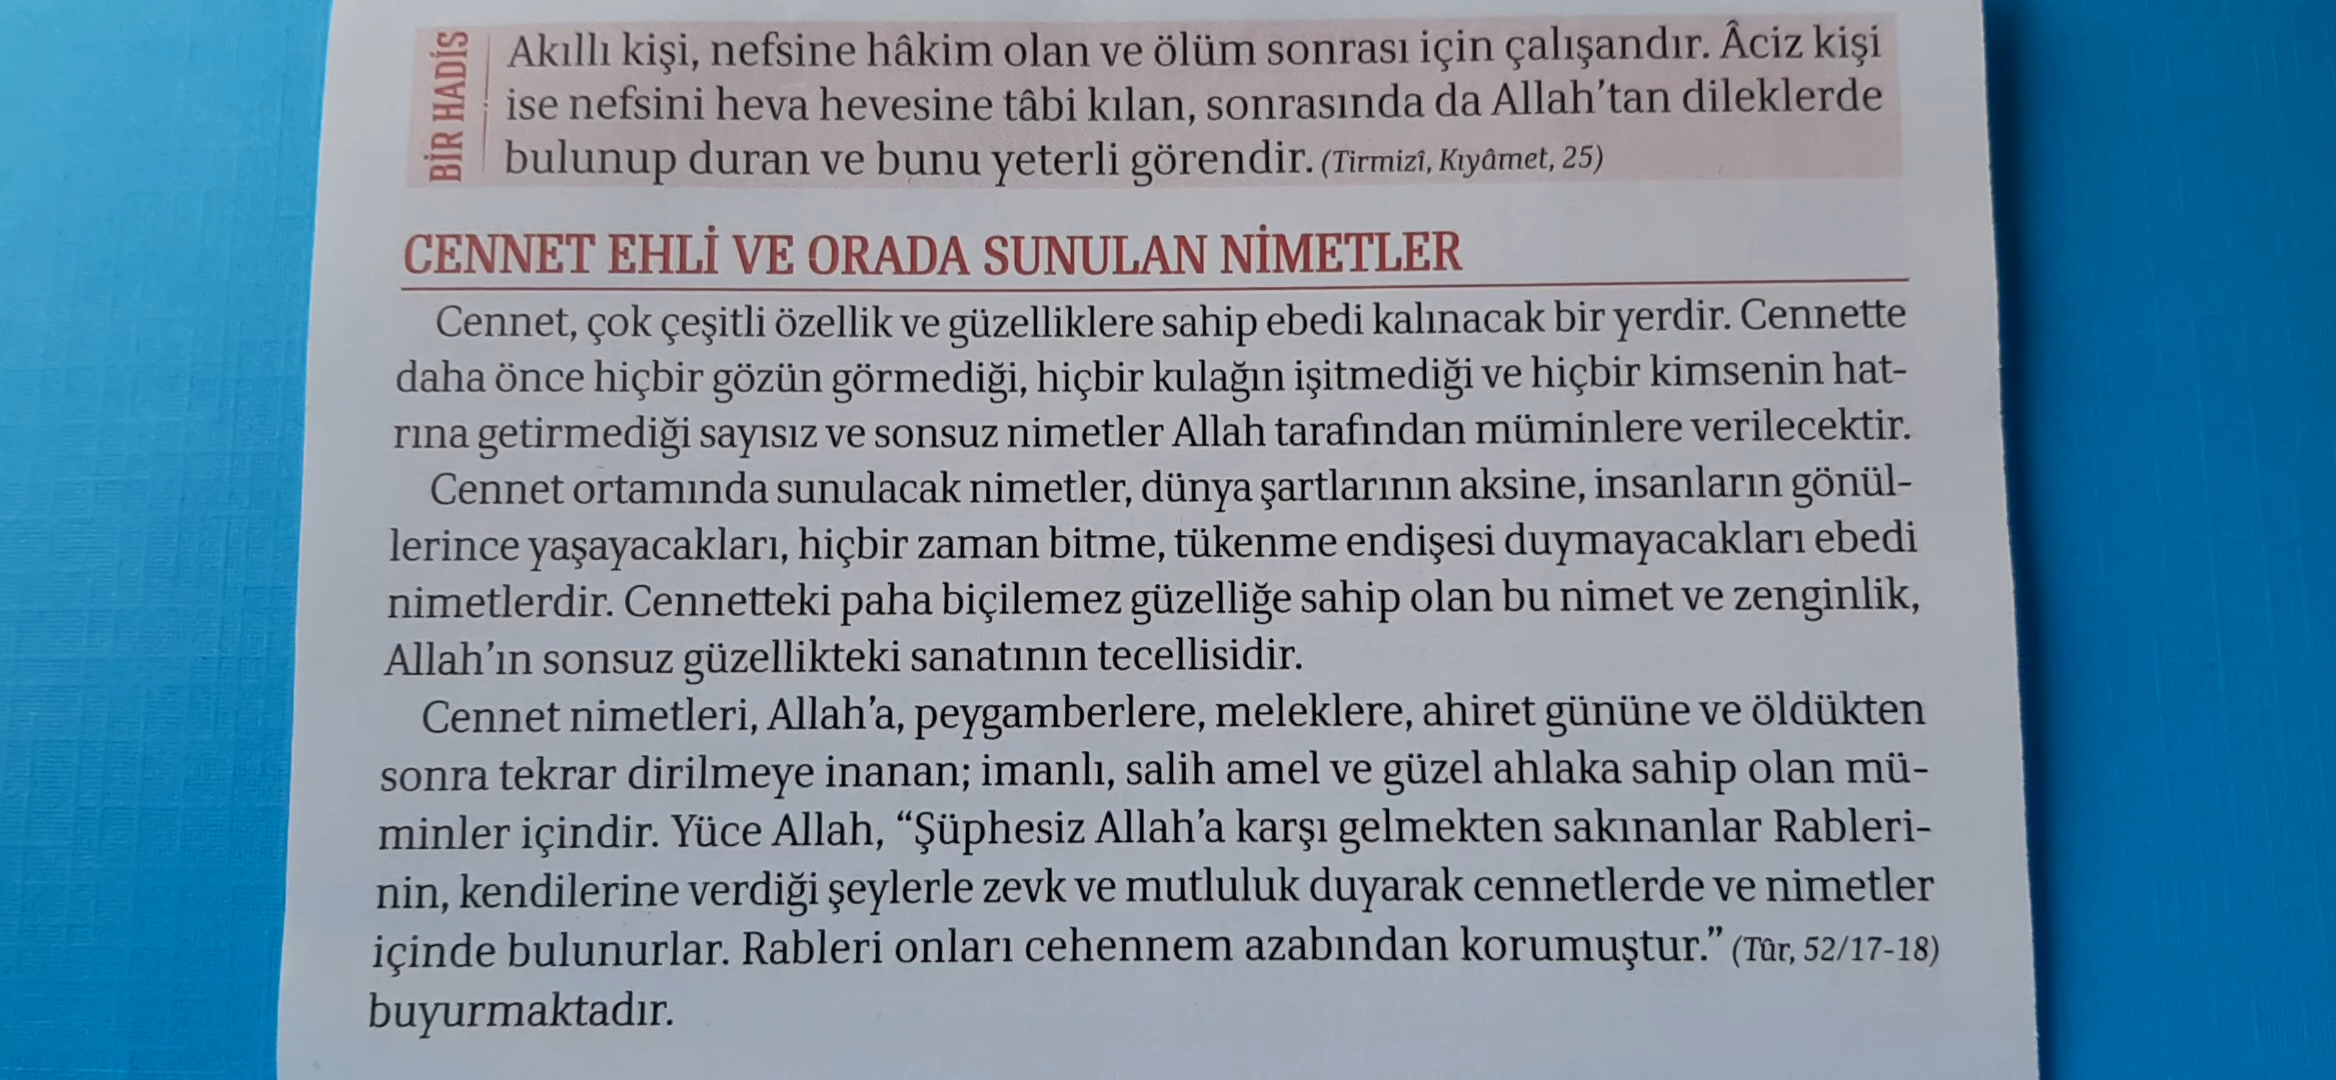 BİR HADİS
Akıllı kişi, nefsine hâkim olan ve ölüm sonrası için çalışandır. Âciz kişi
ise nefsini heva hevesine tâbi kılan, sonrasında da Allah’tan dileklerde
bulunup duran ve bunu yeterli görendir. (Tirmizî, Kıyâmet, 25)
CENNET EHLİ VE ORADA SUNULAN NİMETLER
Cennet, çok çeşitli özellik ve güzelliklere sahip ebedi kalınacak bir yerdir. Cennette
daha önce hiçbir gözün görmediği, hiçbir kulağın işitmediği ve hiçbir kimsenin hat-
rına getirmediği sayısız ve sonsuz nimetler Allah tarafından müminlere verilecektir.
Cennet ortamında sunulacak nimetler, dünya şartlarının aksine, insanların gönül-
lerince yaşayacakları, hiçbir zaman bitme, tükenme endişesi duymayacakları ebedi
nimetlerdir. Cennetteki paha biçilemez güzelliğe sahip olan bu nimet ve zenginlik,
Allah’ın sonsuz güzellikteki sanatının tecellisidir.
Cennet nimetleri, Allah’a, peygamberlere, meleklere, ahiret gününe ve öldükten
sonra tekrar dirilmeye inanan; imanlı, salih amel ve güzel ahlaka sahip olan mü-
minler içindir. Yüce Allah, “Şüphesiz Allah’a karşı gelmekten sakınanlar Rableri-
nin, kendilerine verdiği şeylerle zevk ve mutluluk duyarak cennetlerde ve nimetler
içinde bulunurlar. Rableri onları cehennem azabından korumuştur.” (Tûr, 52/17-18)
buyurmaktadır.